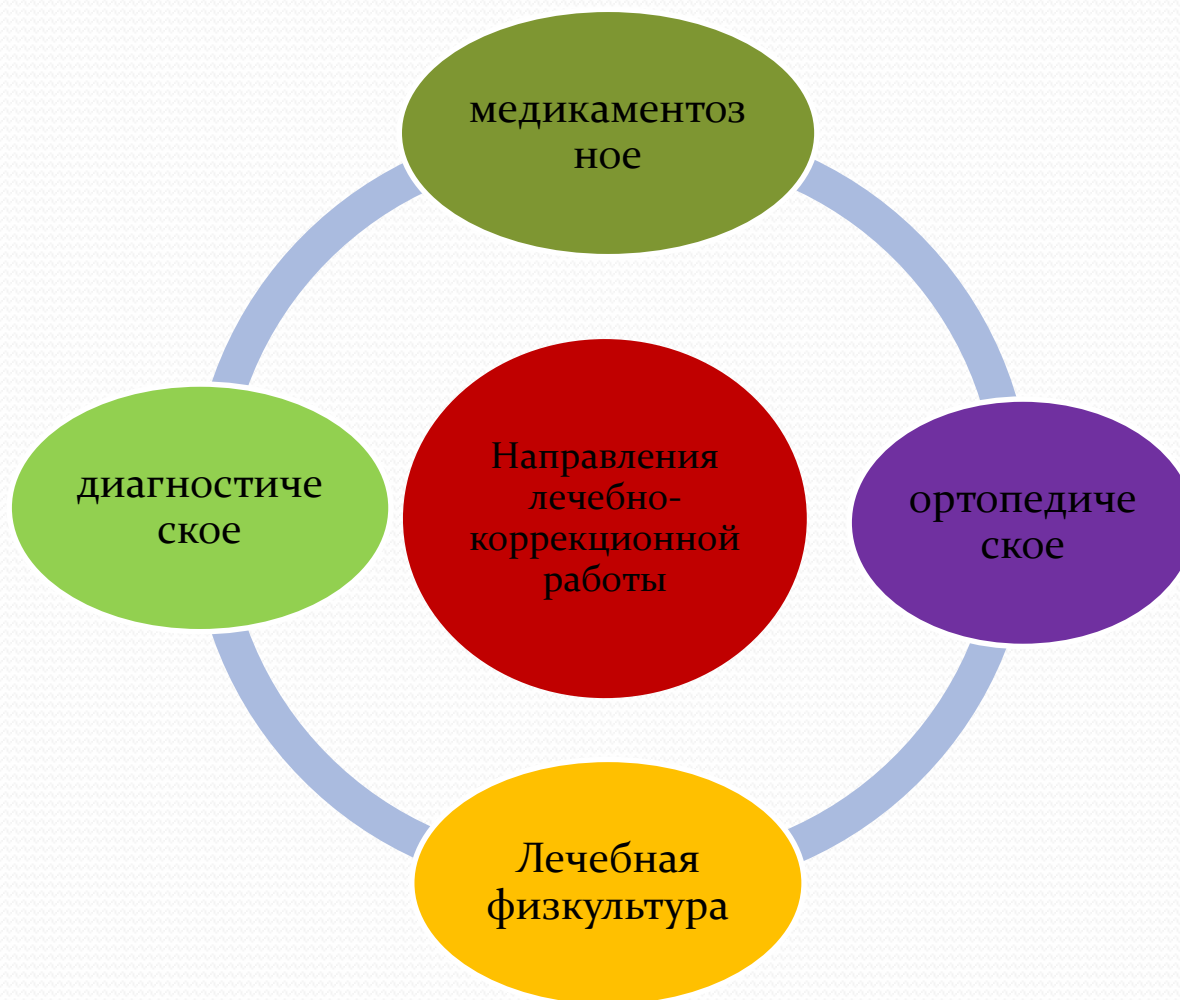 медикаментоз
ное
диагностиче
ское
Направления
лечебно-
коррекционной
работы
ортопедиче
ское
Лечебная
физкультура